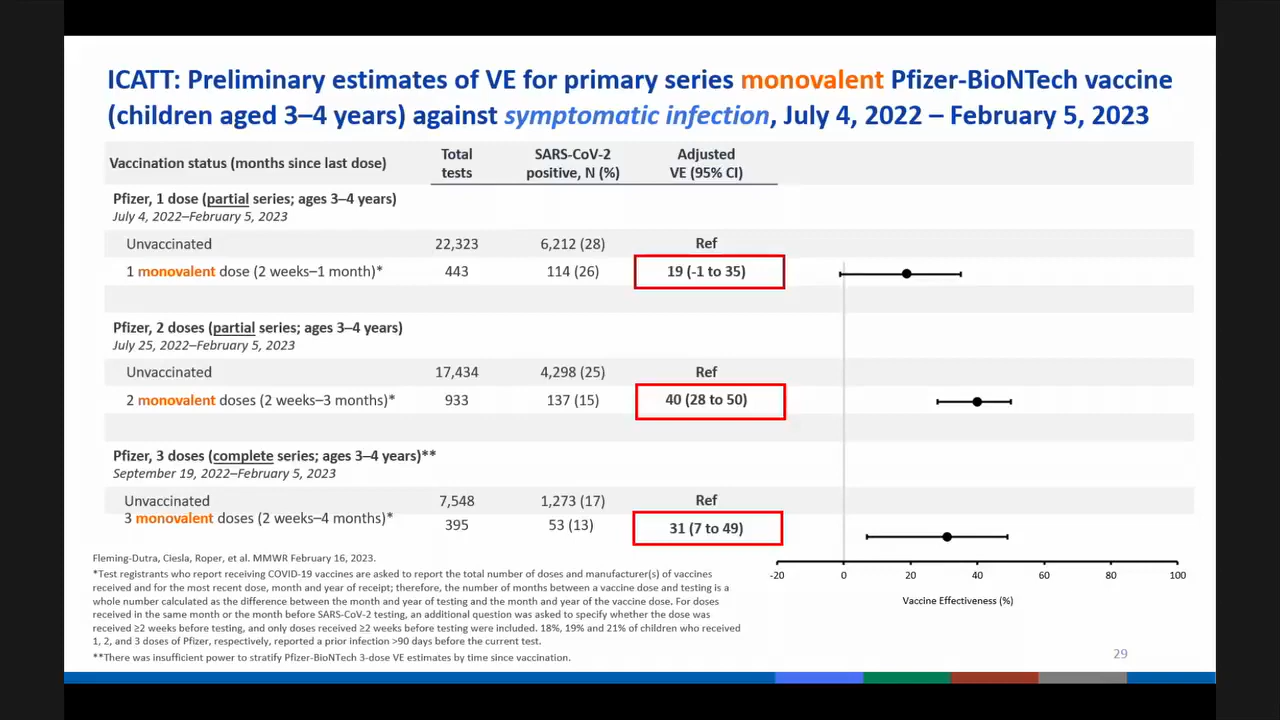 ICATT: Preliminary estimates of VE for primary series monovalent Pfizer-BioNTech vaccine
(children aged 3–4 years) against symptomatic infection, July 4, 2022 – February 5, 2023
Vaccination status (months since last dose)
Total
tests
SARS-CoV-2
positive, N (%)
Adjusted
VE (95% CI)
Pfizer, 1 dose (partial series; ages 3–4 years)
July 4, 2022–February 5, 2023
Unvaccinated 22,323 6,212 (28) Ref
1 monovalent dose (2 weeks–1 month)* 443 114 (26) 19 (-1 to 35)
Pfizer, 2 doses (partial series; ages 3–4 years)
July 25, 2022–February 5, 2023
Unvaccinated 17,434 4,298 (25) Ref
2 monovalent doses (2 weeks–3 months)* 933 137 (15) 40 (28 to 50)
Pfizer, 3 doses (complete series; ages 3–4 years)**
September 19, 2022–February 5, 2023
Unvaccinated 7,548 1,273 (17) Ref
3 monovalent doses (2 weeks–4 months)* 395 53 (13) 31 (7 to 49)
-20 0 20 40 60 80 100
Vaccine Effectiveness (%)
Fleming-Dutra, Ciesla, Roper, et al. MMWR February 16, 2023.
*Test registrants who report receiving COVID-19 vaccines are asked to report the total number of doses and manufacturer(s) of vaccines
received and for the most recent dose, month and year of receipt; therefore, the number of months between a vaccine dose and testing is a
whole number calculated as the difference between the month and year of testing and the month and year of the vaccine dose. For doses
received in the same month or the month before SARS-CoV-2 testing, an additional question was asked to specify whether the dose was
received ≥2 weeks before testing, and only doses received ≥2 weeks before testing were included. 18%, 19% and 21% of children who received
1, 2, and 3 doses of Pfizer, respectively, reported a prior infection >90 days before the current test.
**There was insufficient power to stratify Pfizer-BioNTech 3-dose VE estimates by time since vaccination.
29